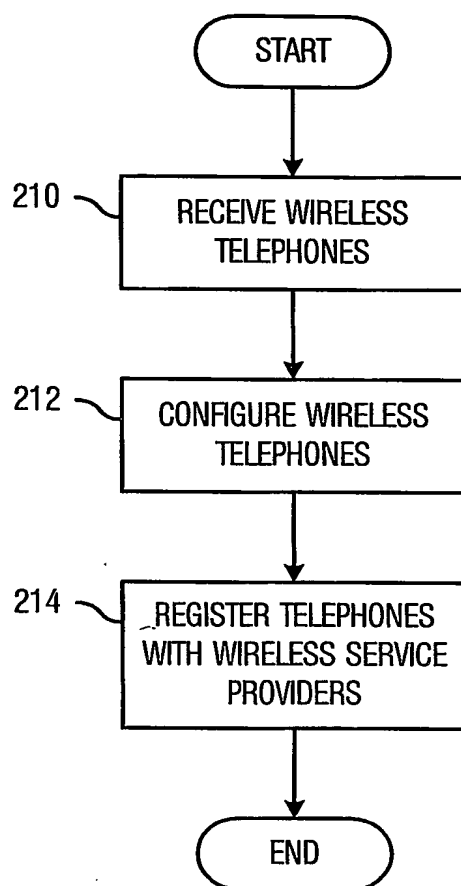 START
210
RECEIVE WIRELESS
TELEPHONES
212
CONFIGURE WIRELESS
TELEPHONES
214
REGISTER TELEPHONES
WITH WIRELESS SERVICE
PROVIDERS
END